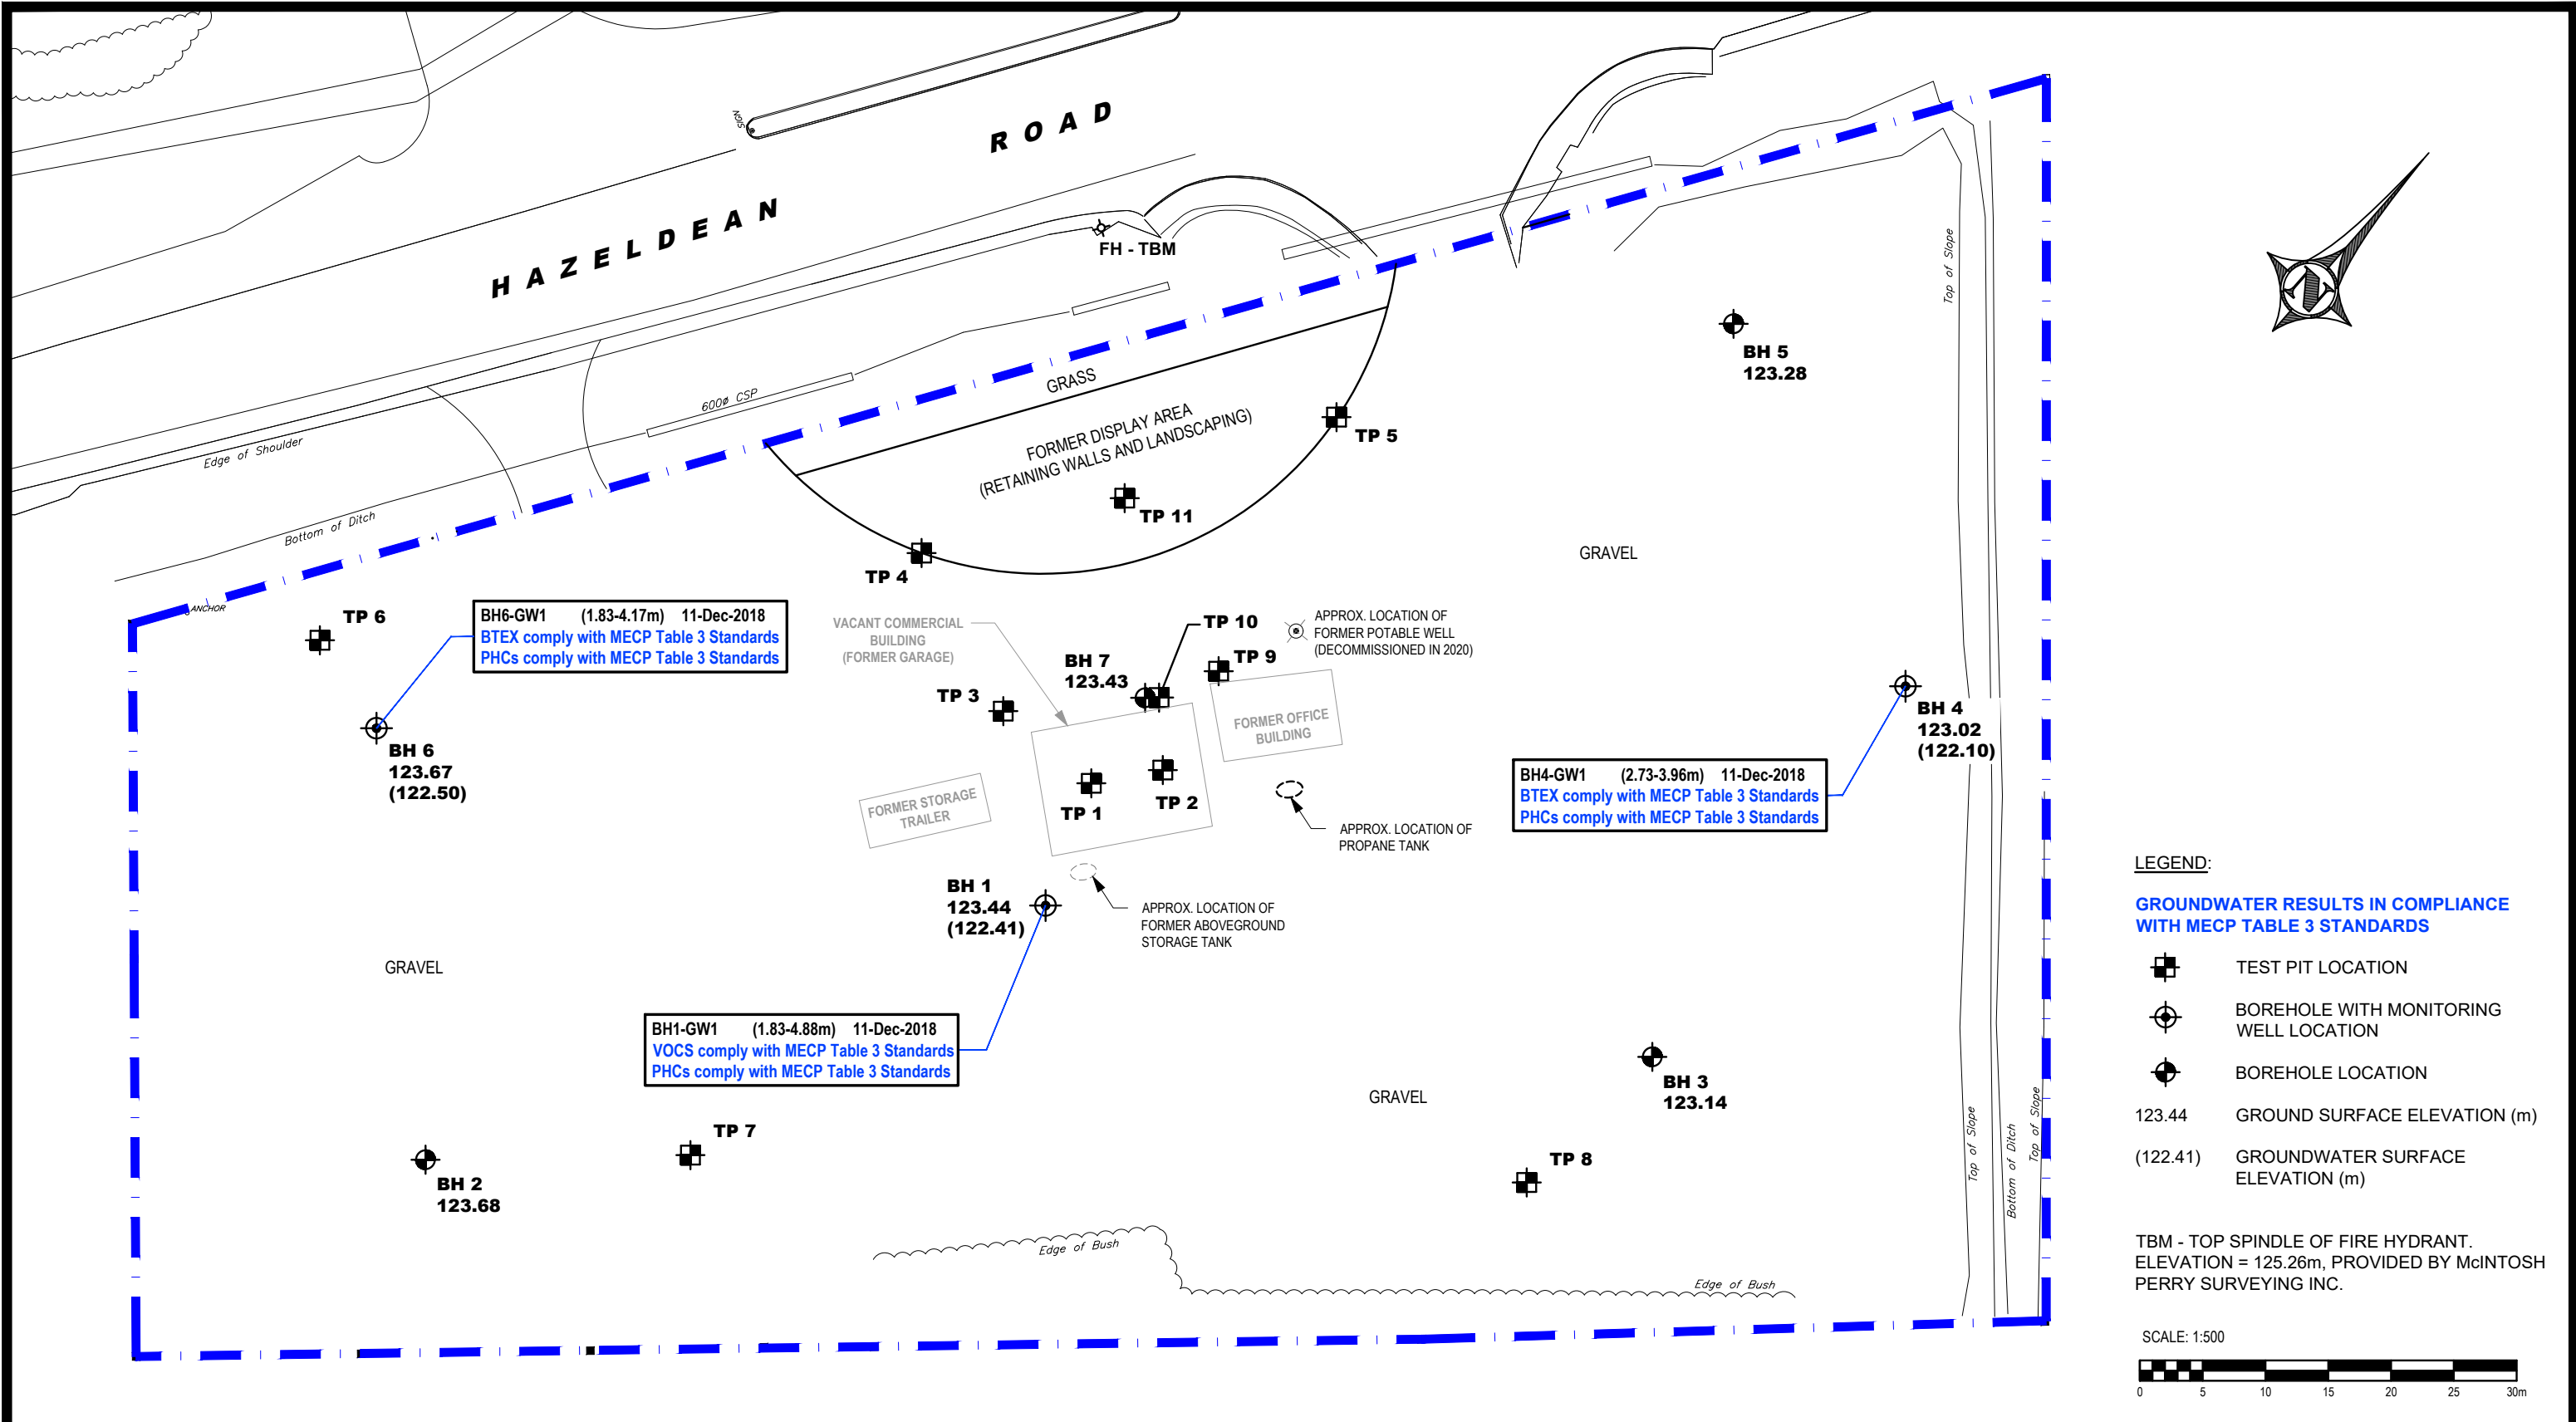 SIGN
HAZELDEAN ROAD
FH - TBM
Edge of Shoulder
Bottom of Ditch
600ø CSP
GRASS
FORMER DISPLAY AREA
(RETAINING WALLS AND LANDSCAPING)
TP 5
TP 11
TP 4
BH 5
123.28
Top of Slope
GRAVEL
ANCHOR
TP 6
BH6-GW1 (1.83-4.17m) 11-Dec-2018
BTEX comply with MECP Table 3 Standards
PHCs comply with MECP Table 3 Standards
BH 6
123.67
(122.50)
VACANT COMMERCIAL
BUILDING
(FORMER GARAGE)
TP 10
APPROX. LOCATION OF
FORMER POTABLE WELL
(DECOMMISSIONED IN 2020)
BH 7
123.43
TP 9
TP 3
FORMER OFFICE
BUILDING
TP 1
TP 2
FORMER STORAGE
TRAILER
APPROX. LOCATION OF
PROPANE TANK
BH 4
123.02
(122.10)
BH4-GW1 (2.73-3.96m) 11-Dec-2018
BTEX comply with MECP Table 3 Standards
PHCs comply with MECP Table 3 Standards
BH 1
123.44
(122.41)
APPROX. LOCATION OF
FORMER ABOVEGROUND
STORAGE TANK
GRAVEL
BH1-GW1 (1.83-4.88m) 11-Dec-2018
VOCS comply with MECP Table 3 Standards
PHCs comply with MECP Table 3 Standards
BH 3
123.14
GRAVEL
TP 7
TP 8
BH 2
123.68
Edge of Bush
Edge of Bush
Top of Slope
Bottom of Ditch
Top of Slope
LEGEND:
GROUNDWATER RESULTS IN COMPLIANCE
WITH MECP TABLE 3 STANDARDS
TEST PIT LOCATION
BOREHOLE WITH MONITORING
WELL LOCATION
BOREHOLE LOCATION
123.44 GROUND SURFACE ELEVATION (m)
(122.41) GROUNDWATER SURFACE
ELEVATION (m)
TBM - TOP SPINDLE OF FIRE HYDRANT.
ELEVATION = 125.26m, PROVIDED BY McINTOSH
PERRY SURVEYING INC.
SCALE: 1:500
0 5 10 15 20 25 30m